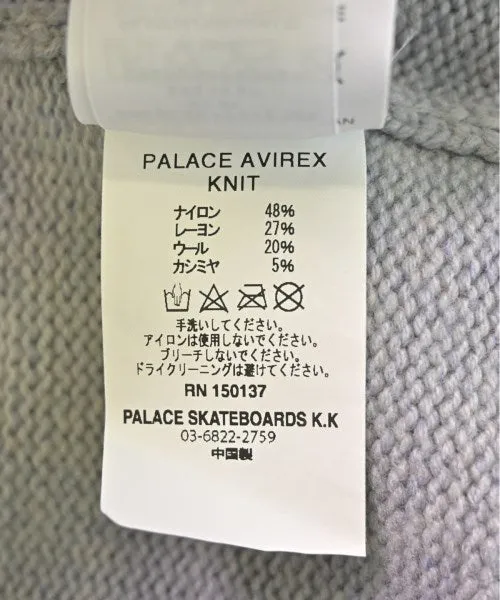 PALACE AVIREX
KNIT
ナイロン 48%
レーヨン 27%
ウール 20%
カシミヤ 5%
手洗いしてください。
アイロンは使用しないでください。
ブリーチしないでください。
ドライクリーニングは避けてください。
RN 150137
PALACE SKATEBOARDS K.K
03-6822-2759
中国製